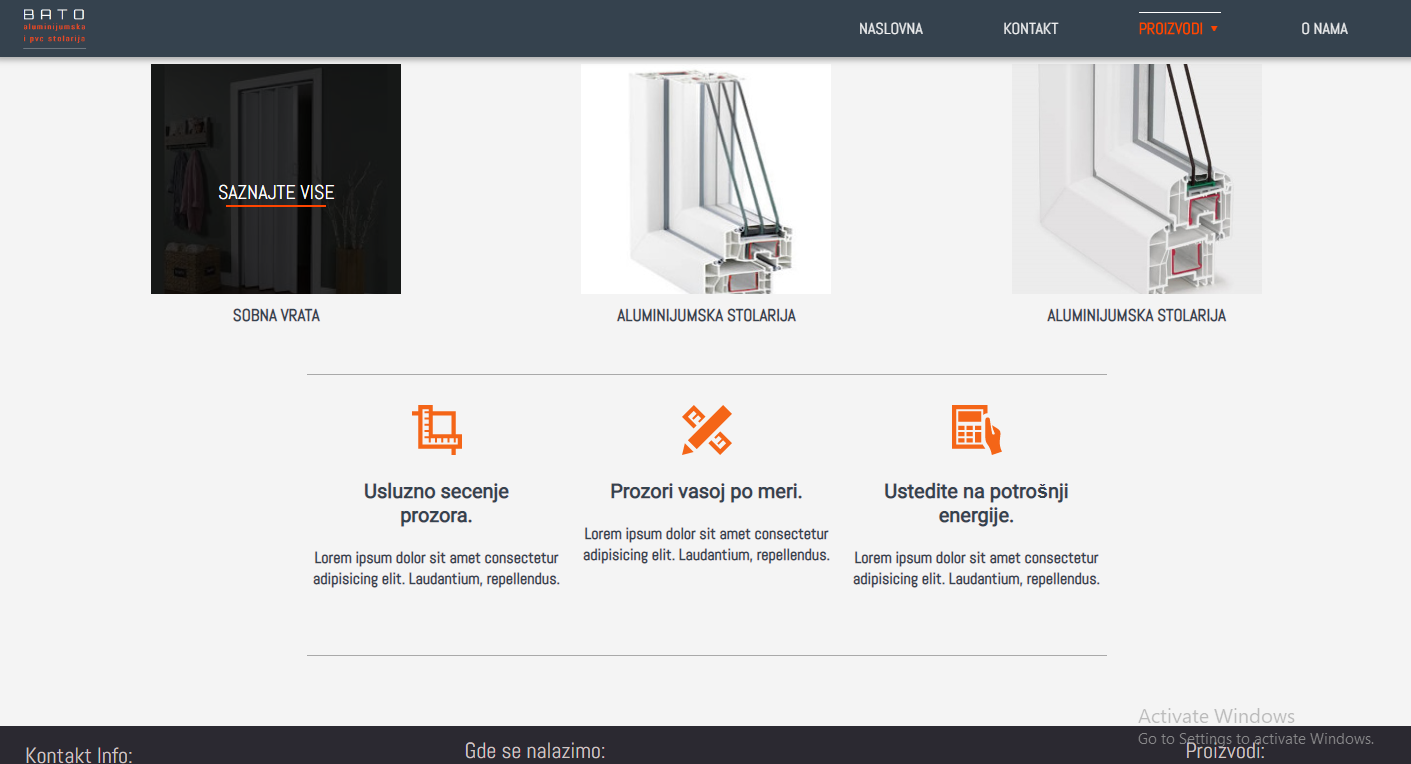 BATO
aluminijumska
i pvc stolarija
NASLOVNA
KONTAKT
PROIZVODI
O NAMA
SAZNAJTE VISE
SOBNA VRATA
ALUMINIJUMSKA STOLARIJA
ALUMINIJUMSKA STOLARIJA
Usluzno secenje
prozora.
Lorem ipsum dolor sit amet consectetur
adipisicing elit. Laudantium, repellendus.
Prozori vasoj po meri.
Lorem ipsum dolor sit amet consectetur
adipisicing elit. Laudantium, repellendus.
Ustedite na potrošnji
energije.
Lorem ipsum dolor sit amet consectetur
adipisicing elit. Laudantium, repellendus.
Activate Windows
Go to Settings to activate Windows.
Kontakt Info:
Gde se nalazimo:
Proizvodi: